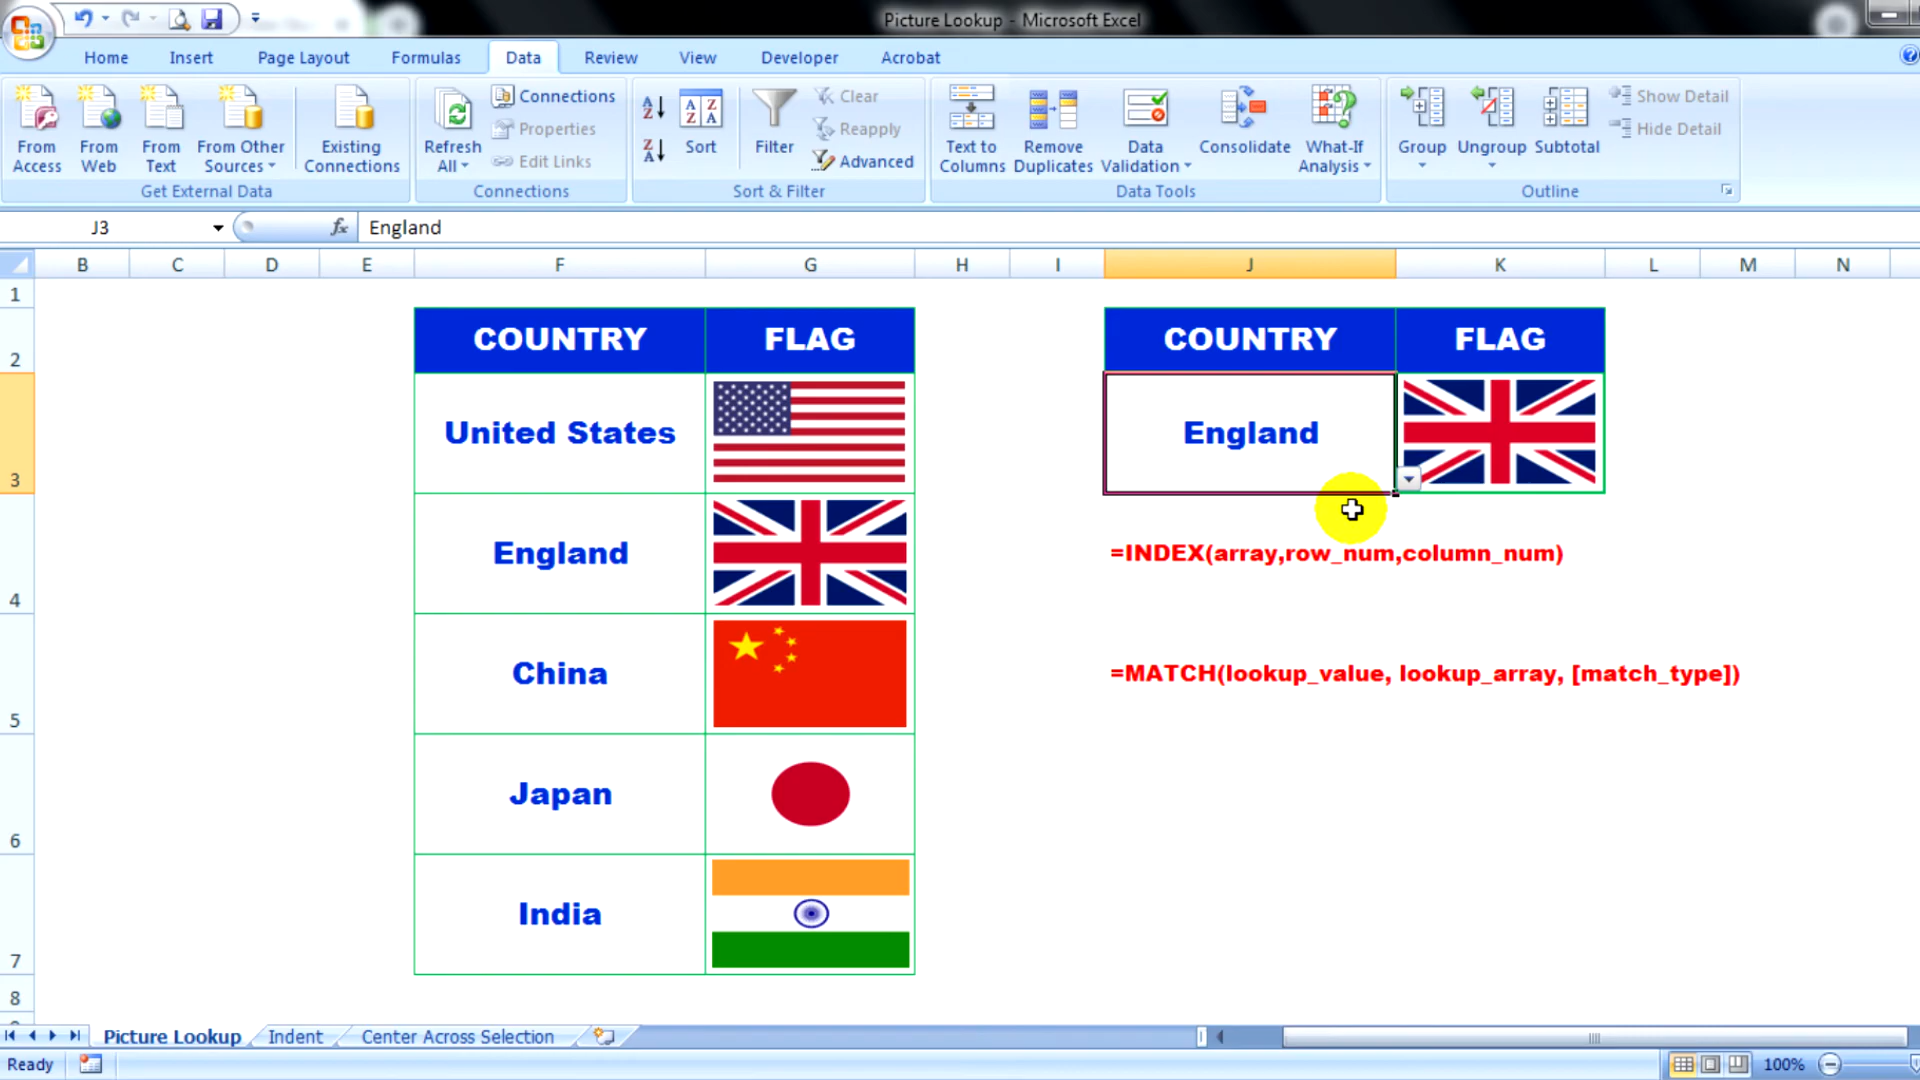 Picture Lookup - Microsoft Excel
Home Insert Page Layout Formulas Data Review View Developer Acrobat
From Access
From Web
From Text
From Other Sources
Existing Connections
Get External Data
Refresh All
Connections
Properties
Edit Links
Connections
Sort
Filter
Clear
Reapply
Advanced
Sort & Filter
Text to Columns
Remove Duplicates
Data Validation
Consolidate
What-If Analysis
Data Tools
Group
Ungroup
Subtotal
Show Detail
Hide Detail
Outline
J3 fx England
B C D E F G H I J K L M N
1
2 COUNTRY FLAG COUNTRY FLAG
3 United States England
4 England =INDEX(array,row_num,column_num)
5 China =MATCH(lookup_value, lookup_array, [match_type])
6 Japan
7 India
8
Picture Lookup Indent Center Across Selection
Ready 100%